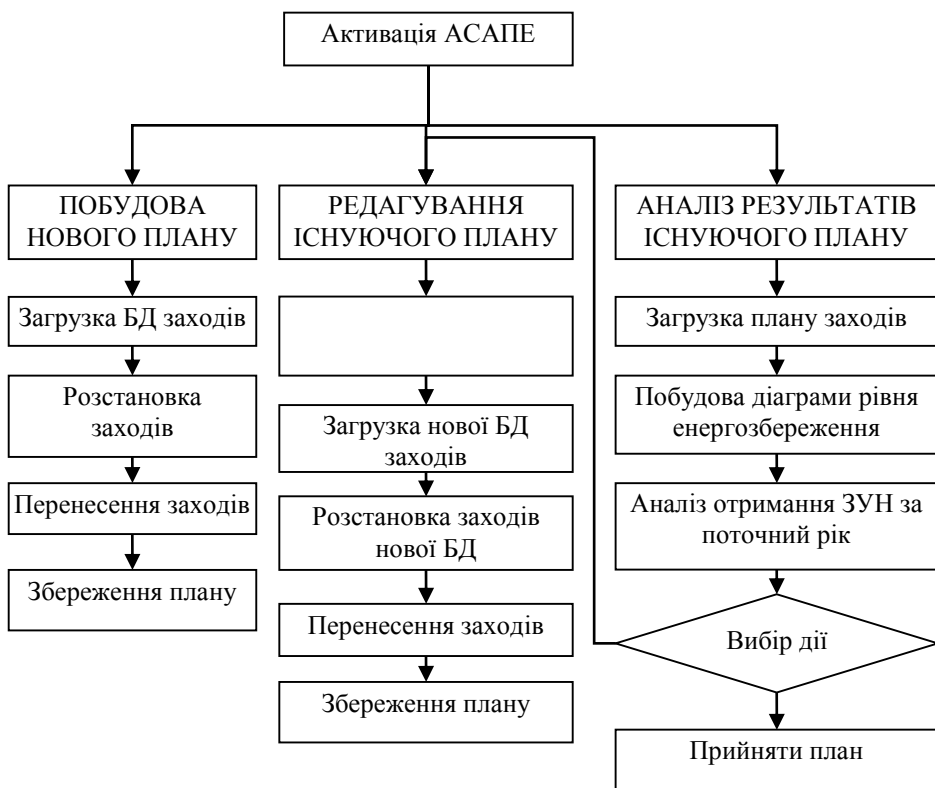 Активація АСАПЕ
ПОБУДОВА
НОВОГО ПЛАНУ
Загрузка БД заходів
Розстановка
заходів
Перенесення заходів
Збереження плану
РЕДАГУВАННЯ
ІСНУЮЧОГО ПЛАНУ
Загрузка нової БД
заходів
Розстановка заходів
нової БД
Перенесення заходів
Збереження плану
АНАЛІЗ РЕЗУЛЬТАТІВ
ІСНУЮЧОГО ПЛАНУ
Загрузка плану заходів
Побудова діаграми рівня
енергозбереження
Аналіз отримання ЗУН за
поточний рік
Вибір дії
Прийняти план